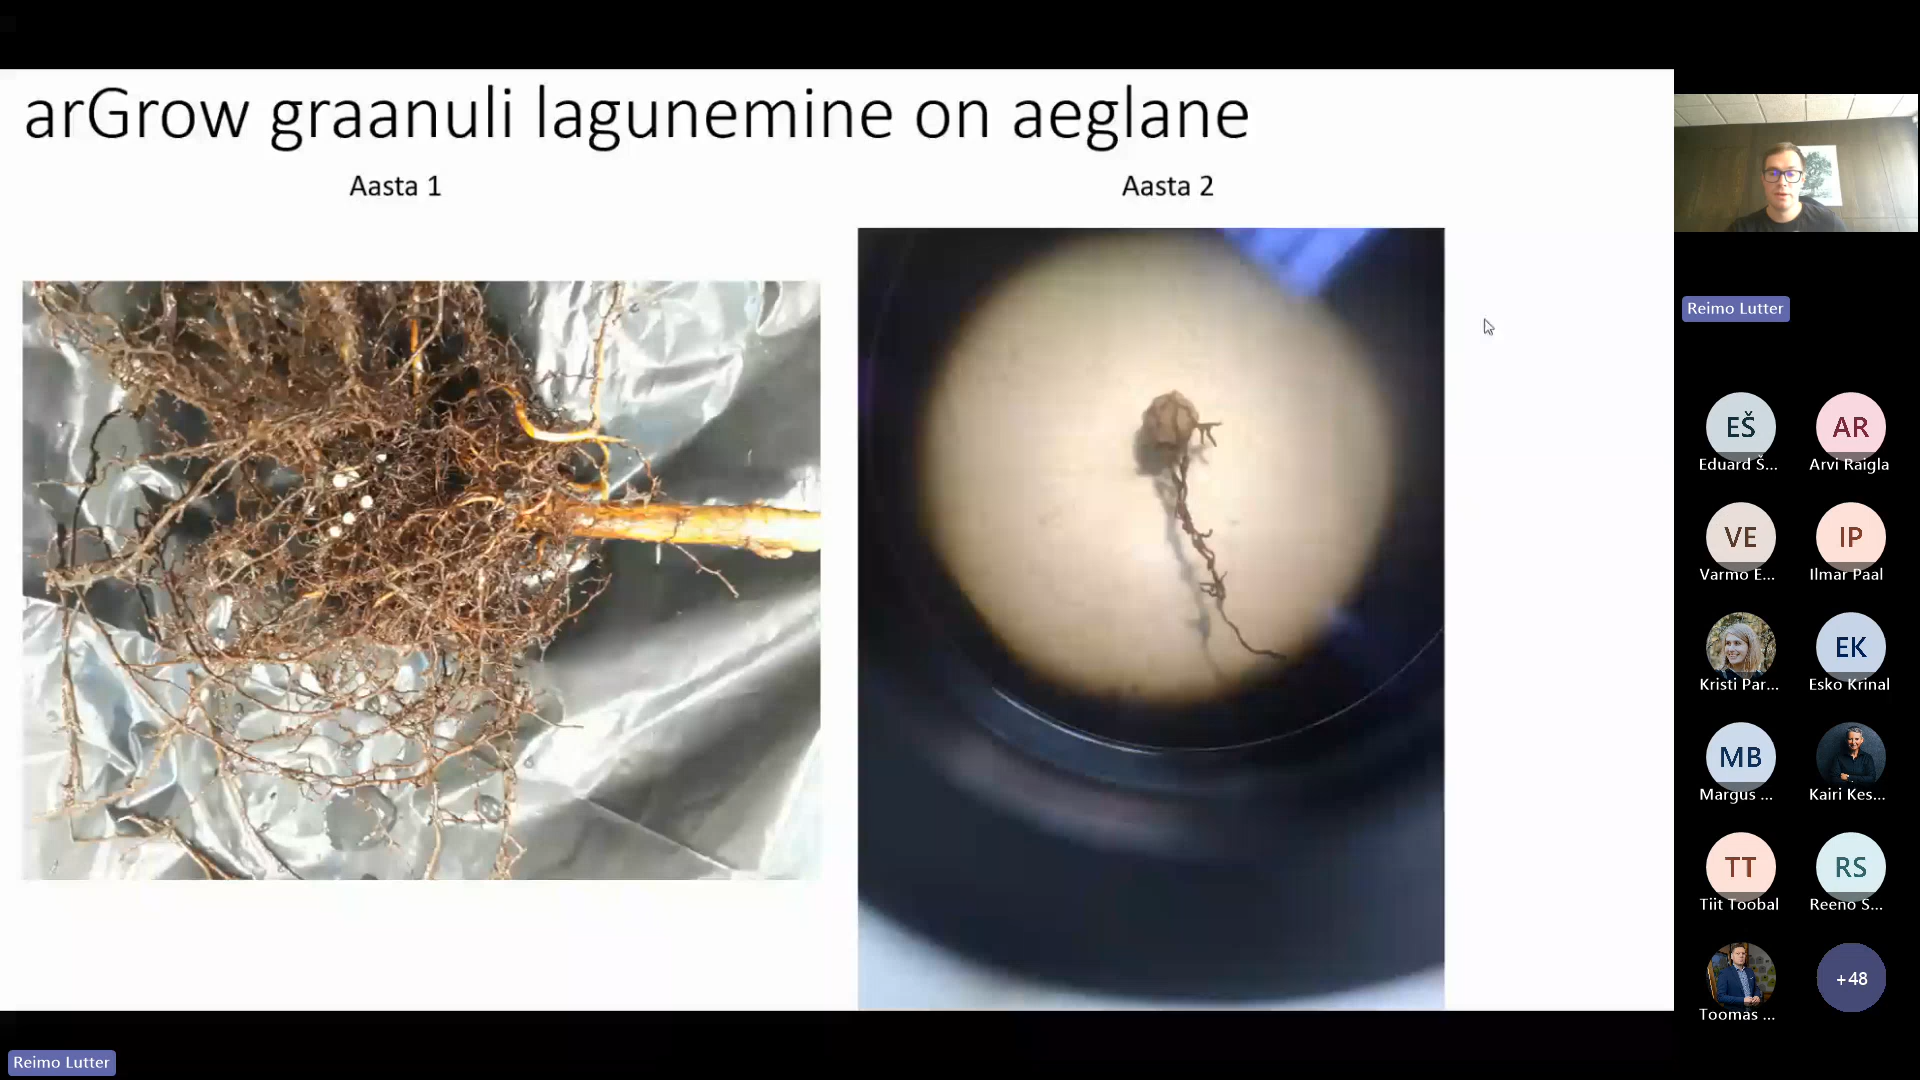 arGrow graanuli lagunemine on aeglane
Aasta 1
Aasta 2
Reimo Lutter
EŠ
AR
Eduard Š...
Arvi Raigla
VE
IP
Varmo E...
Ilmar Paal
EK
Kristi Par...
Esko Krinal
MB
Margus ...
Kairi Kes...
TT
RS
Tiit Toobal
Reeno S...
+48
Toomas ...
Reimo Lutter